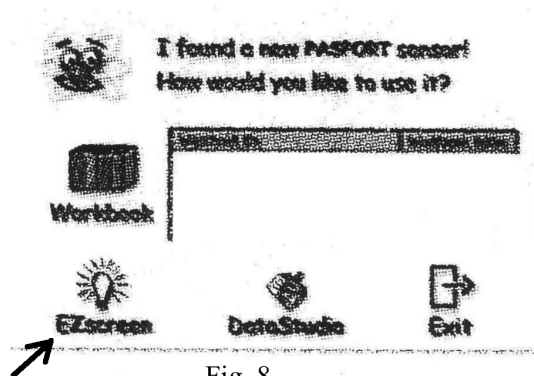 I found a new PASPORT sensor!
How would you like to use it?
Workbook
EZscreen
DataStudio
Exit
Fig. 8